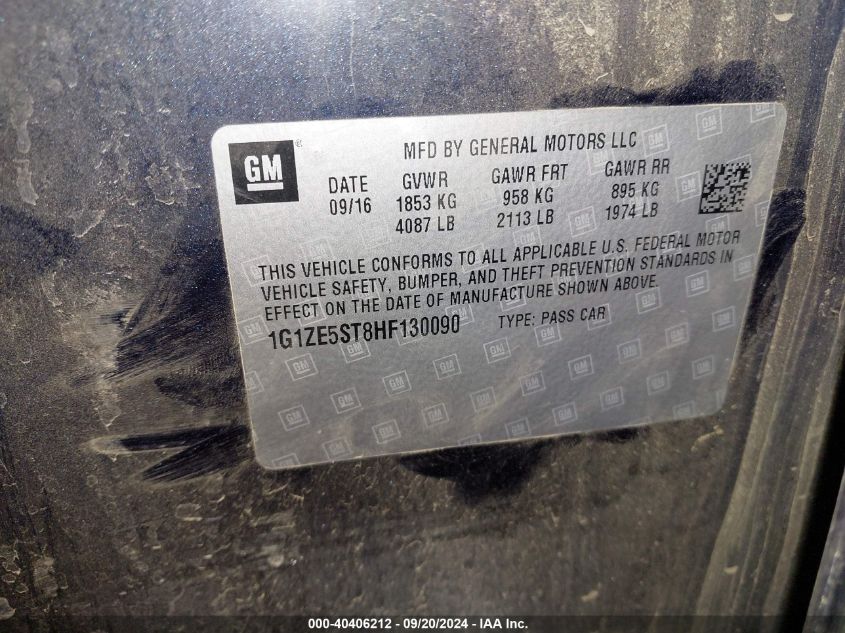 GM
MFD BY GENERAL MOTORS LLC
DATE GVWR GAWR FRT GAWR RR
09/16 1853 KG 958 KG 895 KG
4087 LB 2113 LB 1974 LB
THIS VEHICLE CONFORMS TO ALL APPLICABLE U.S. FEDERAL MOTOR
VEHICLE SAFETY, BUMPER, AND THEFT PREVENTION STANDARDS IN
EFFECT ON THE DATE OF MANUFACTURE SHOWN ABOVE.
1G1ZE5ST8HF130090 TYPE: PASS CAR
000-40406212 - 09/20/2024 - IAA Inc.